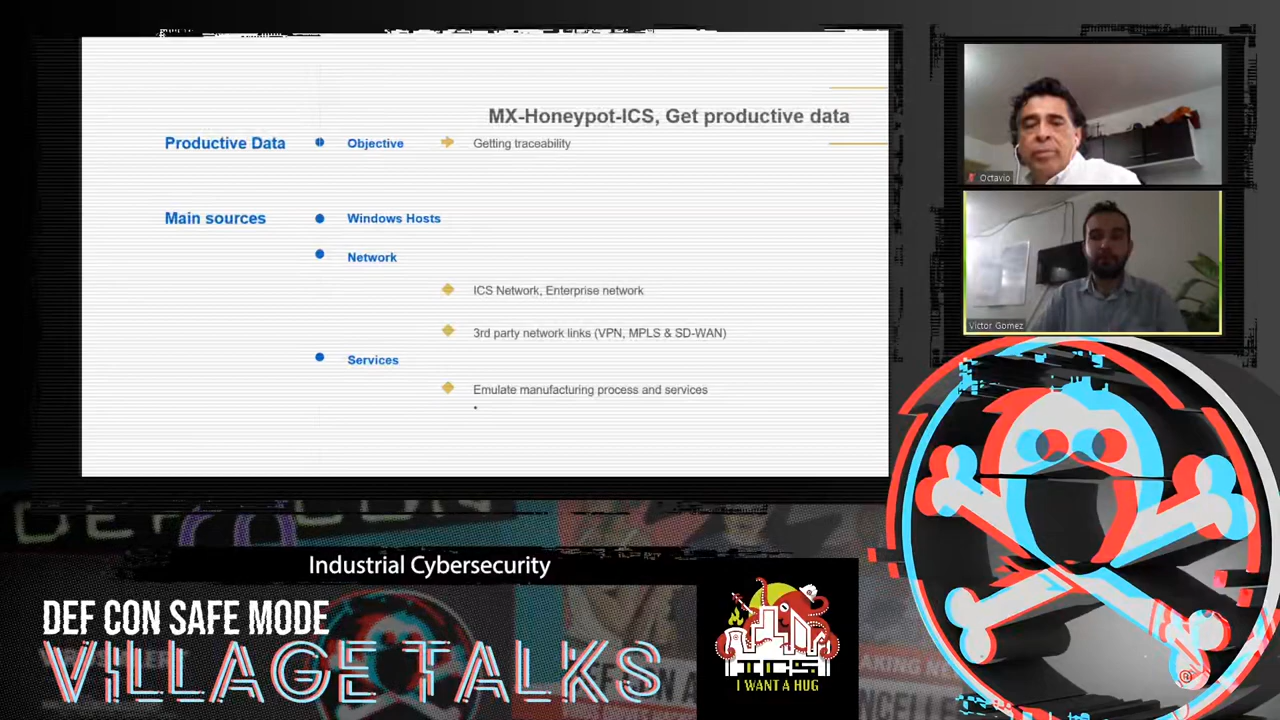 MX-Honeypot-ICS, Get productive data
Productive Data
Objective
Getting traceability
Main sources
Windows Hosts
Network
ICS Network, Enterprise network
3rd party network links (VPN, MPLS & SD-WAN)
Services
Emulate manufacturing process and services
Octavio
Victor Gomez
DEF CON
Industrial Cybersecurity
DEF CON SAFE MODE
VILLAGE TALKS
ICS
I WANT A HUG